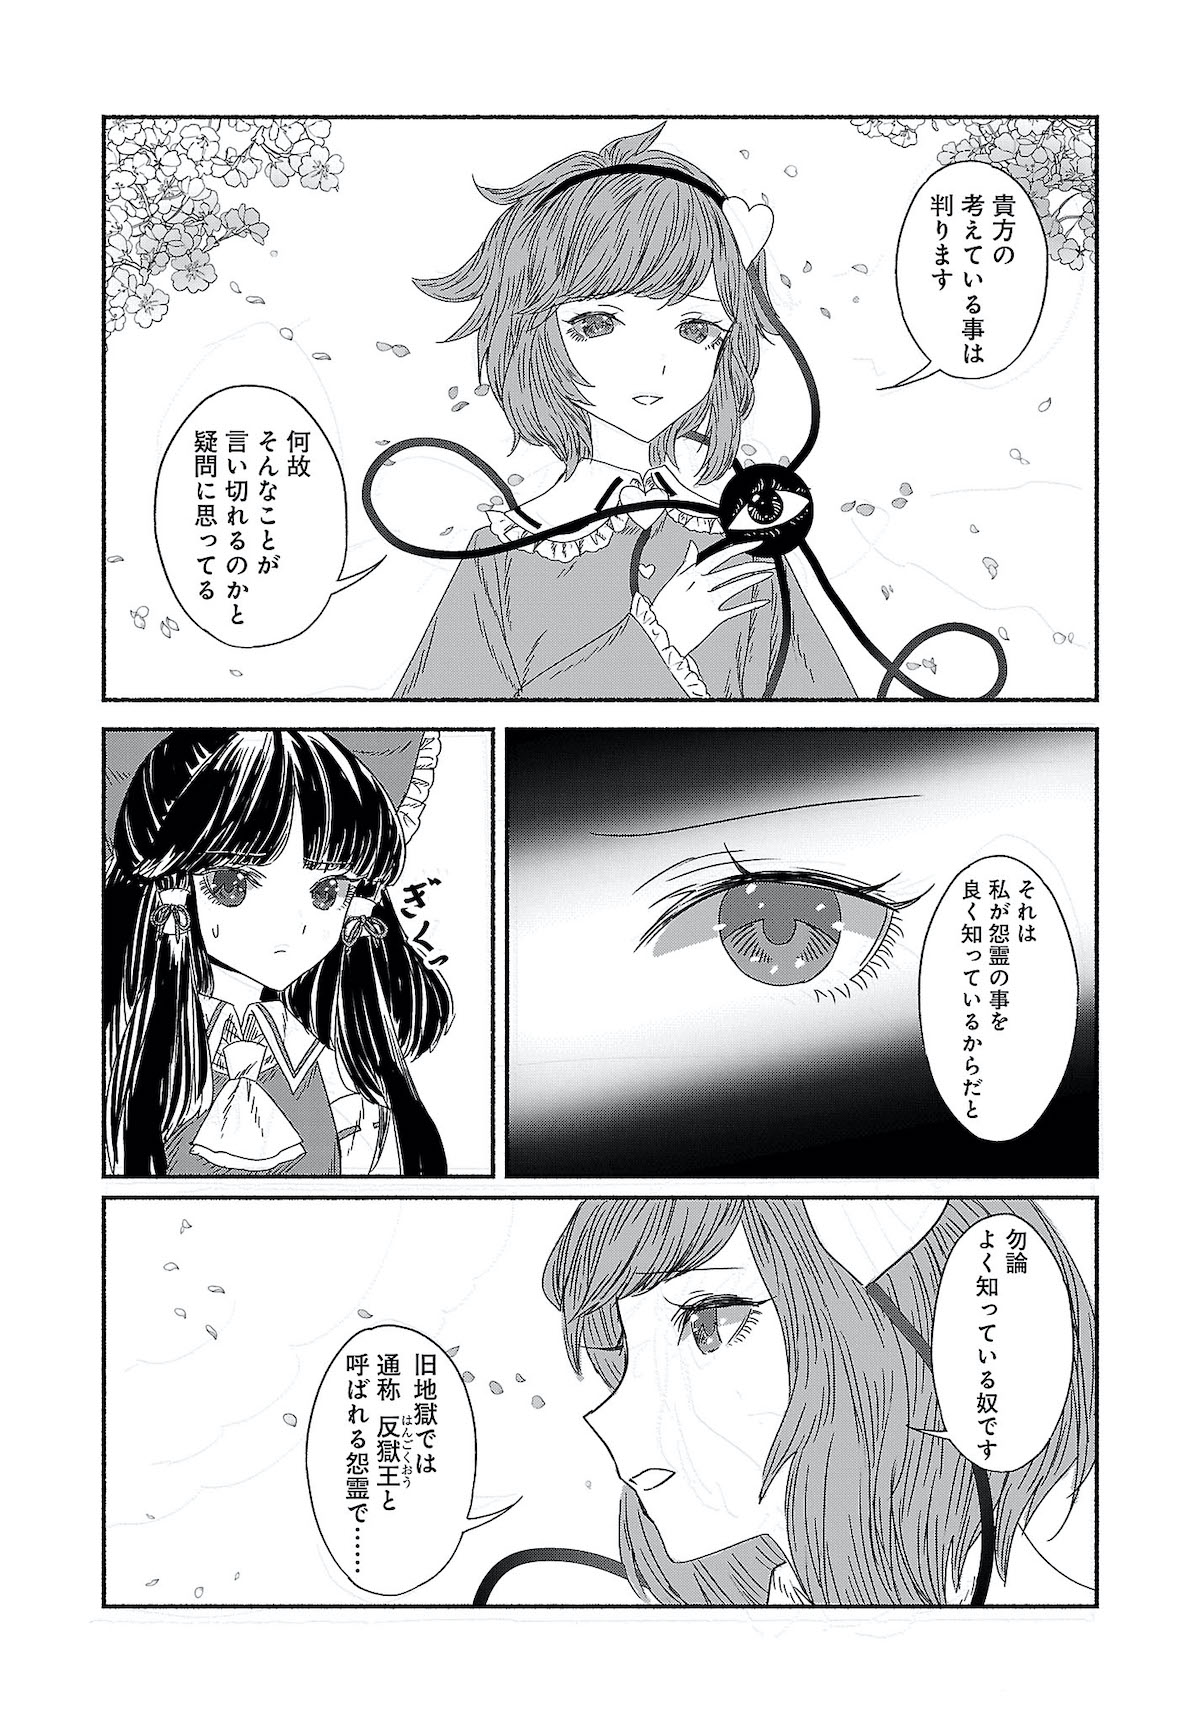 貴方の
考えている事は
判ります
何故
そんなことが
言い切れるのかと
疑問に思ってる
それは
私が怨霊の事を
良く知っているからだと
ぎくっ
勿論
よく知っている奴です
旧地獄では
通称 反獄王と
はんごくおう
呼ばれる怨霊で……